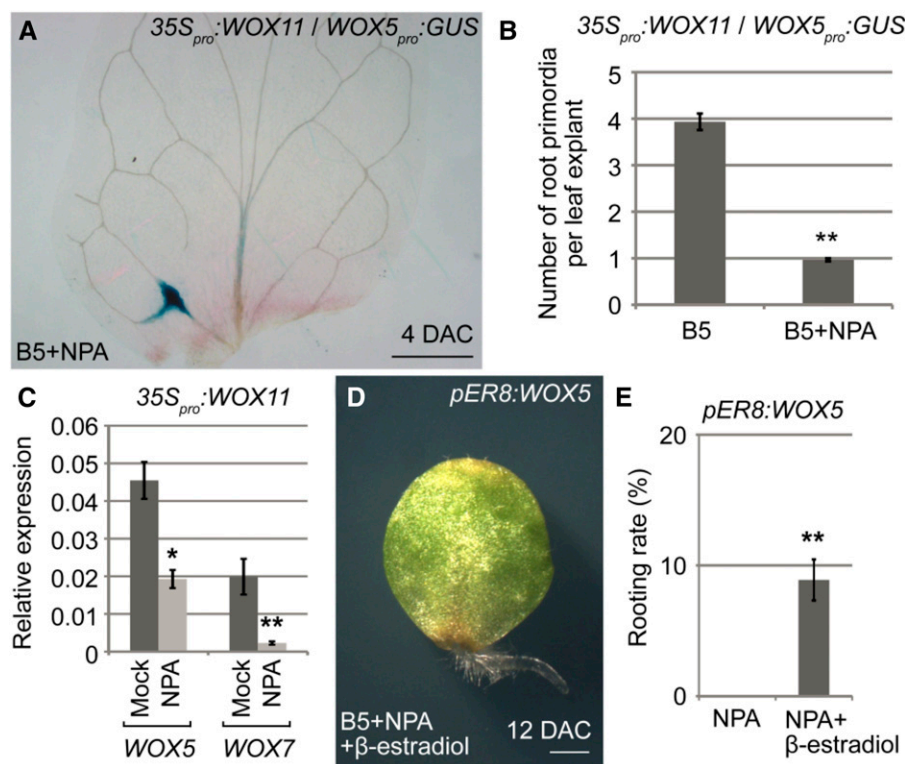 A
35Spro:WOX11 / WOX5pro:GUS
B5+NPA
4 DAC
B
35Spro:WOX11 / WOX5pro:GUS
Number of root primordia
per leaf explant
5
4
3
2
1
0
**
B5
B5+NPA
C
35Spro:WOX11
Relative expression
0.06
0.05
0.04
0.03
0.02
0.01
0
*
**
Mock
NPA
Mock
NPA
WOX5
WOX7
D
pER8:WOX5
B5+NPA
+β-estradiol
12 DAC
E
pER8:WOX5
Rooting rate (%)
20
10
0
**
NPA
NPA+
β-estradiol